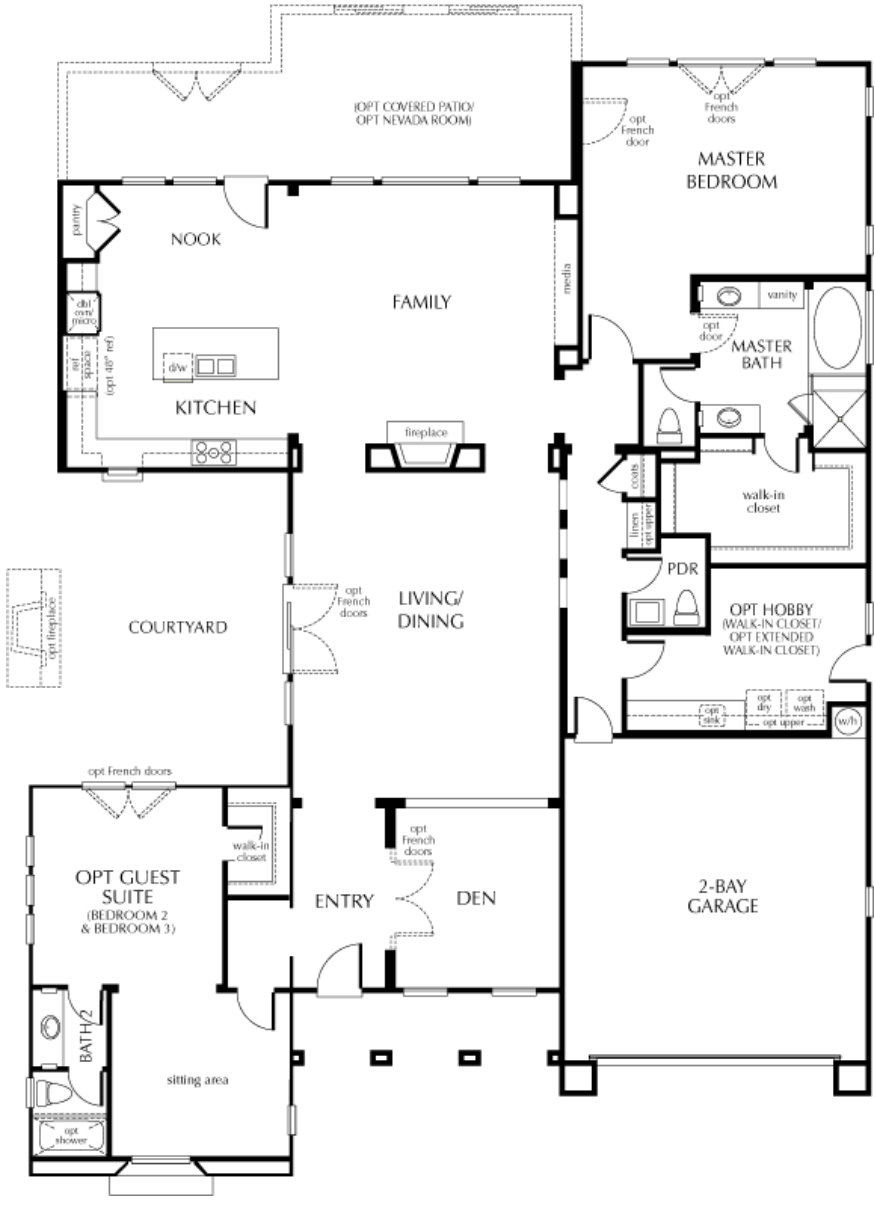 (OPT COVERED PATIO/
OPT NEVADA ROOM)
opt
French
doors
opt
French
door
MASTER
BEDROOM
pantry
NOOK
FAMILY
media
dbl
ovn/
micro
ref
space
(opt 48" ref)
d/w
KITCHEN
fireplace
vanity
opt
door
MASTER
BATH
coats
linen
opt upper
walk-in
closet
PDR
OPT HOBBY
(WALK-IN CLOSET/
OPT EXTENDED
WALK-IN CLOSET)
opt
sink
opt
dry
opt
wash
opt upper
w/h
opt fireplace
COURTYARD
opt
French
doors
LIVING/
DINING
opt French doors
walk-in
closet
OPT GUEST
SUITE
(BEDROOM 2
& BEDROOM 3)
ENTRY
opt
French
doors
DEN
2-BAY
GARAGE
BATH 2
sitting area
opt
shower